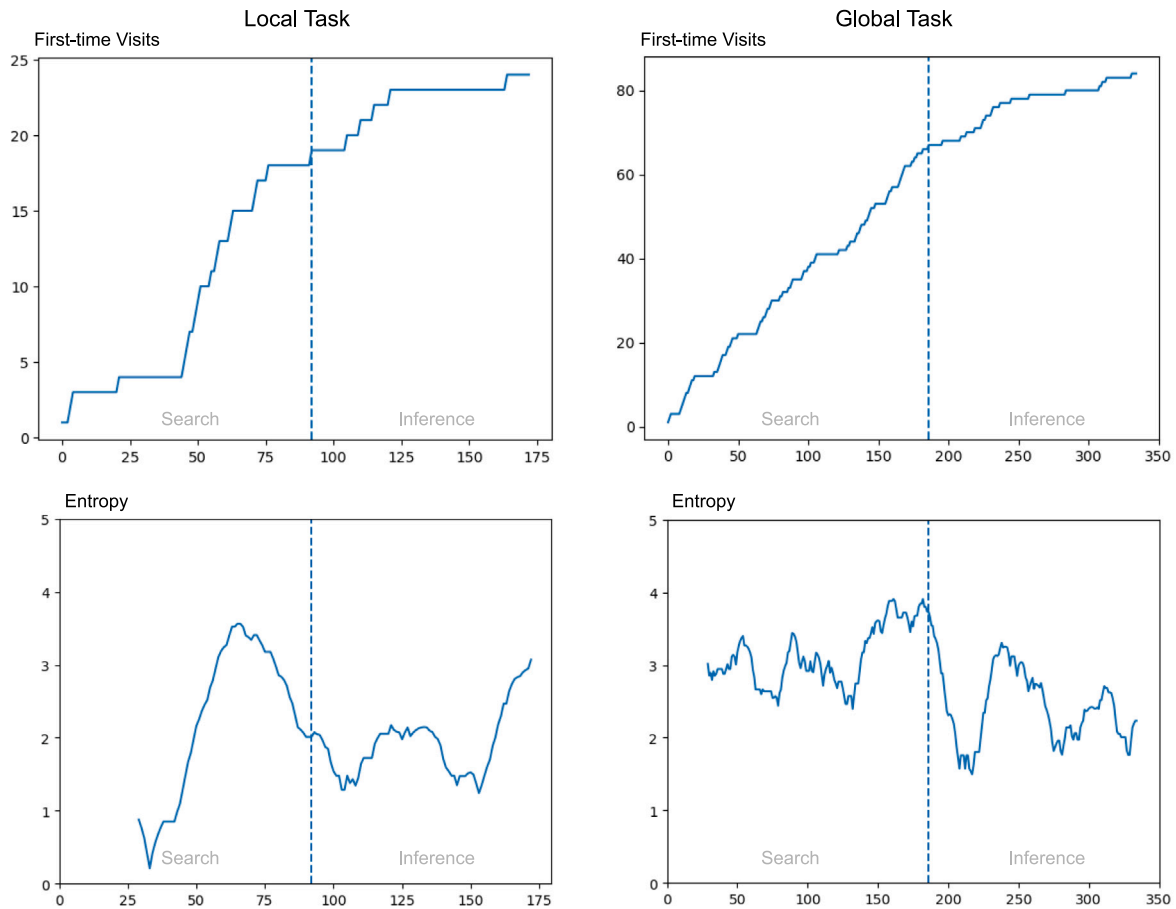 Local Task
First-time Visits
25
20
15
10
5
0
Search
Inference
0 25 50 75 100 125 150 175
Global Task
First-time Visits
80
60
40
20
0
Search
Inference
0 50 100 150 200 250 300 350
Entropy
5
4
3
2
1
0
Search
Inference
0 25 50 75 100 125 150 175
Entropy
5
4
3
2
1
0
Search
Inference
0 50 100 150 200 250 300 350